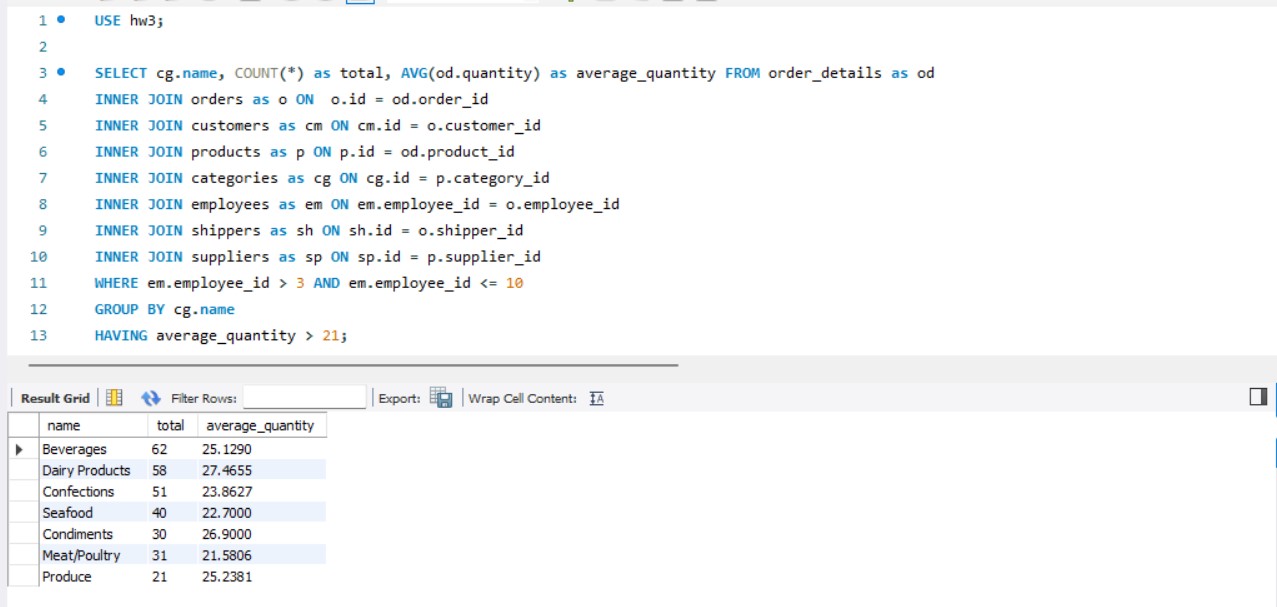 1 USE hw3;
2
3 SELECT cg.name, COUNT(*) as total, AVG(od.quantity) as average_quantity FROM order_details as od
4 INNER JOIN orders as o ON  o.id = od.order_id
5 INNER JOIN customers as cm ON cm.id = o.customer_id
6 INNER JOIN products as p ON p.id = od.product_id
7 INNER JOIN categories as cg ON cg.id = p.category_id
8 INNER JOIN employees as em ON em.employee_id = o.employee_id
9 INNER JOIN shippers as sh ON sh.id = o.shipper_id
10 INNER JOIN suppliers as sp ON sp.id = p.supplier_id
11 WHERE em.employee_id > 3 AND em.employee_id <= 10
12 GROUP BY cg.name
13 HAVING average_quantity > 21;
Result Grid Filter Rows: Export: Wrap Cell Content: IA
name total average_quantity
Beverages 62 25.1290
Dairy Products 58 27.4655
Confections 51 23.8627
Seafood 40 22.7000
Condiments 30 26.9000
Meat/Poultry 31 21.5806
Produce 21 25.2381